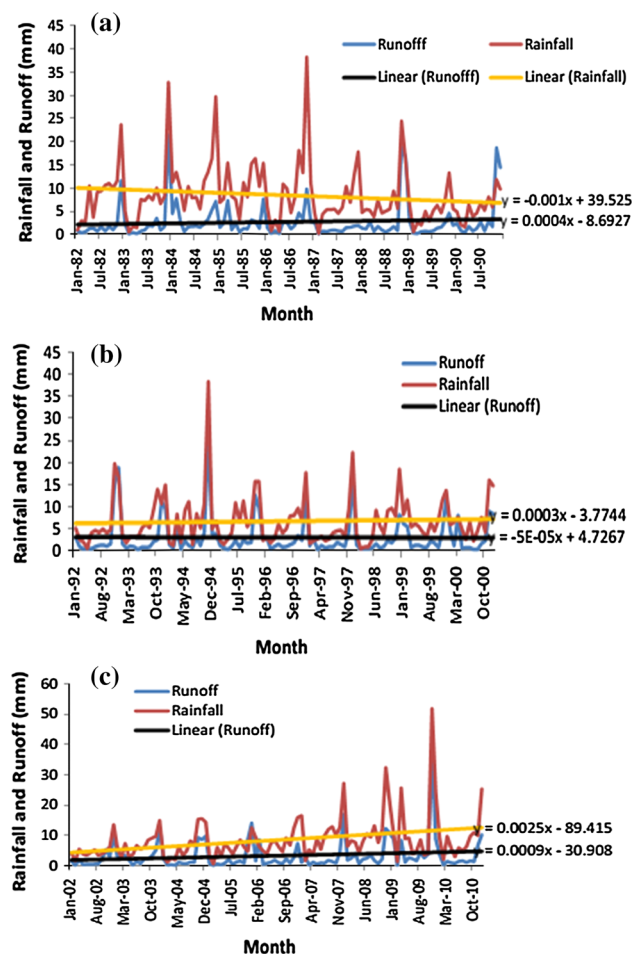 (a)
Runofff
Rainfall
Linear (Runofff)
Linear (Rainfall)
Rainfall and Runoff (mm)
45
40
35
30
25
20
15
10
5
0
y = -0.001x + 39.525
y = 0.0004x - 8.6927
Jan-82
Jul-82
Jan-83
Jul-83
Jan-84
Jul-84
Jan-85
Jul-85
Jan-86
Jul-86
Jan-87
Jul-87
Jan-88
Jul-88
Jan-89
Jul-89
Jan-90
Jul-90
Month
(b)
Runoff
Rainfall
Linear (Runoff)
Rainfall and Runoff (mm)
45
40
35
30
25
20
15
10
5
0
y = 0.0003x - 3.7744
y = -5E-05x + 4.7267
Jan-92
Aug-92
Mar-93
Oct-93
May-94
Dec-94
Jul-95
Feb-96
Sep-96
Apr-97
Nov-97
Jun-98
Jan-99
Aug-99
Mar-00
Oct-00
Month
(c)
Runoff
Rainfall
Linear (Runoff)
Rainfall and Runoff (mm)
60
50
40
30
20
10
0
y = 0.0025x - 89.415
= 0.0009x - 30.908
Jan-02
Aug-02
Mar-03
Oct-03
May-04
Dec-04
Jul-05
Feb-06
Sep-06
Apr-07
Nov-07
Jun-08
Jan-09
Aug-09
Mar-10
Oct-10
Month